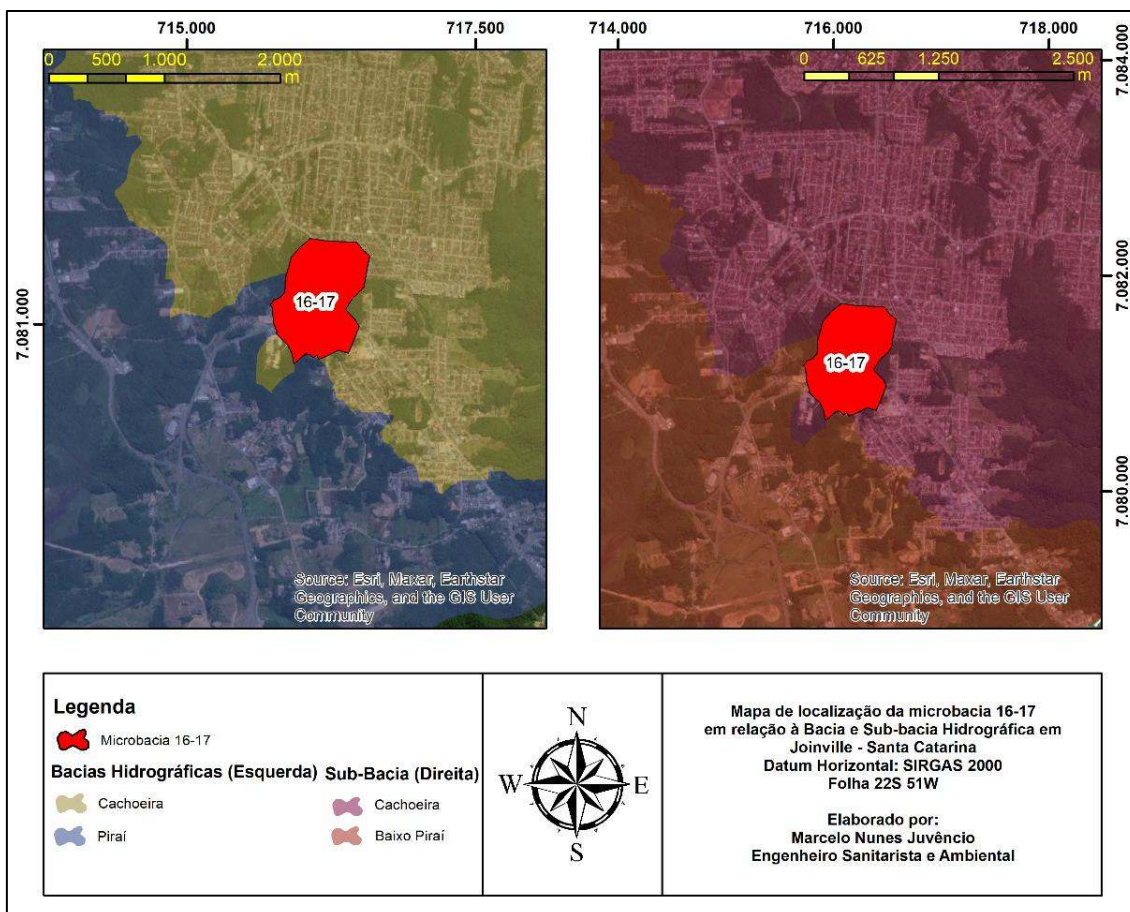 715.000
717.500
0 500 1.000 2.000
m
7.081.000
16-17
Source: Esri, Maxar, Earthstar
Geographics, and the GIS User
Community
714.000
716.000
718.000
0 625 1.250 2.500
m
7.084.000
7.082.000
7.080.000
16-17
Source: Esri, Maxar, Earthstar
Geographics, and the GIS User
Community
Legenda
Microbacia 16-17
Bacias Hidrográficas (Esquerda)
Cachoeira
Piraí
Sub-Bacia (Direita)
Cachoeira
Baixo Piraí
N
W
E
S
Mapa de localização da microbacia 16-17
em relação à Bacia e Sub-bacia Hidrográfica em
Joinville - Santa Catarina
Datum Horizontal: SIRGAS 2000
Folha 22S 51W
Elaborado por:
Marcelo Nunes Juvêncio
Engenheiro Sanitarista e Ambiental